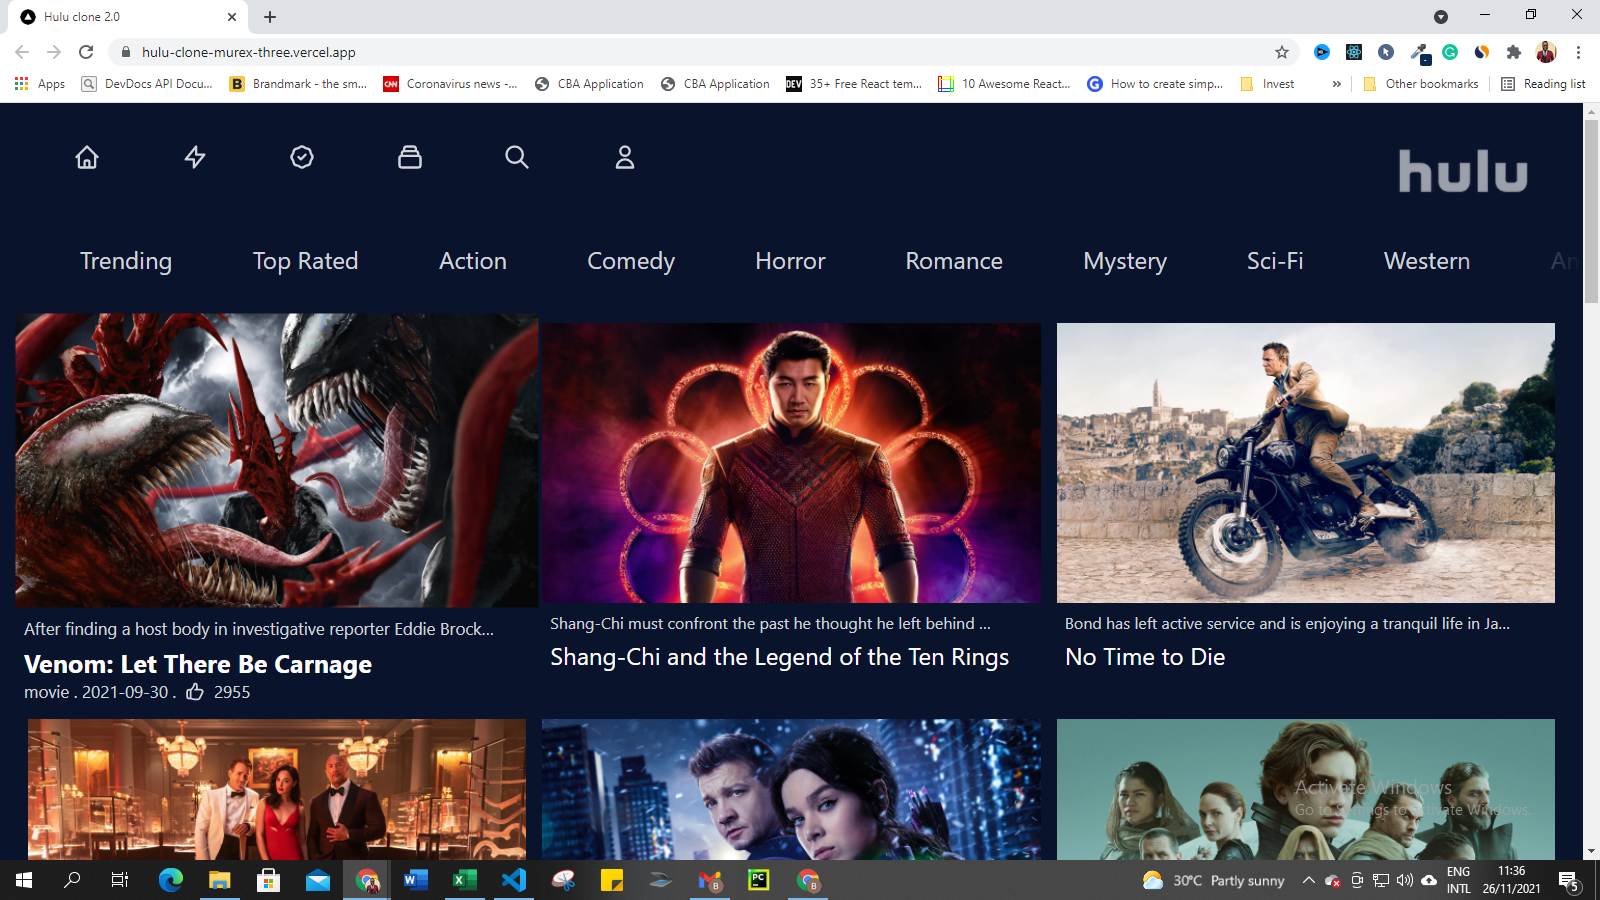 Hulu clone 2.0
hulu-clone-murex-three.vercel.app
Apps
DevDocs API Docu...
B
Brandmark - the sm...
CNN
Coronavirus news -...
CBA Application
CBA Application
DEV
35+ Free React tem...
10 Awesome React...
G
How to create simp...
Invest
»
Other bookmarks
Reading list
hulu
Trending
Top Rated
Action
Comedy
Horror
Romance
Mystery
Sci-Fi
Western
An
After finding a host body in investigative reporter Eddie Brock...
Venom: Let There Be Carnage
movie . 2021-09-30 . 2955
Shang-Chi must confront the past he thought he left behind ...
Shang-Chi and the Legend of the Ten Rings
Bond has left active service and is enjoying a tranquil life in Ja...
No Time to Die
Activate Windows
Go to Settings to activate Windows.
W
X
B
PC
B
30°C Partly sunny
ENG
INTL
11:36
26/11/2021
5